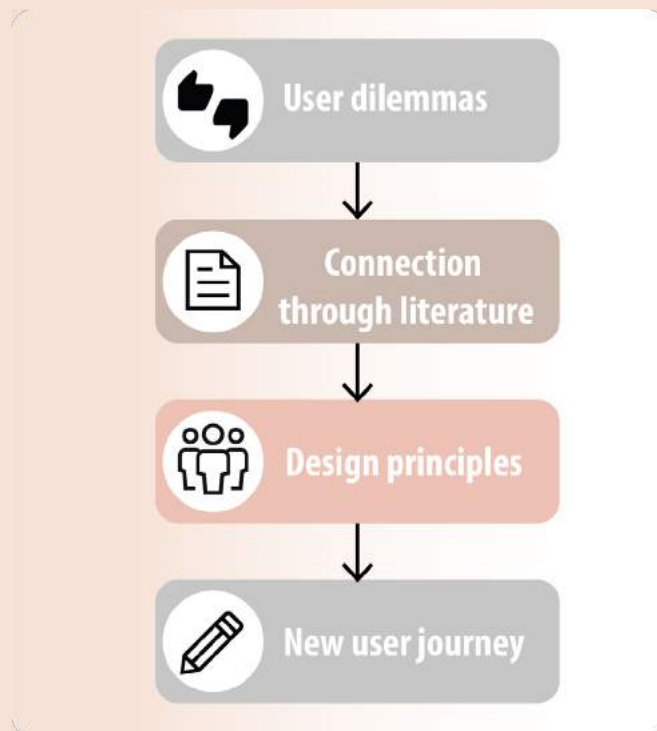 User dilemmas
Connection
through literature
Design principles
New user journey